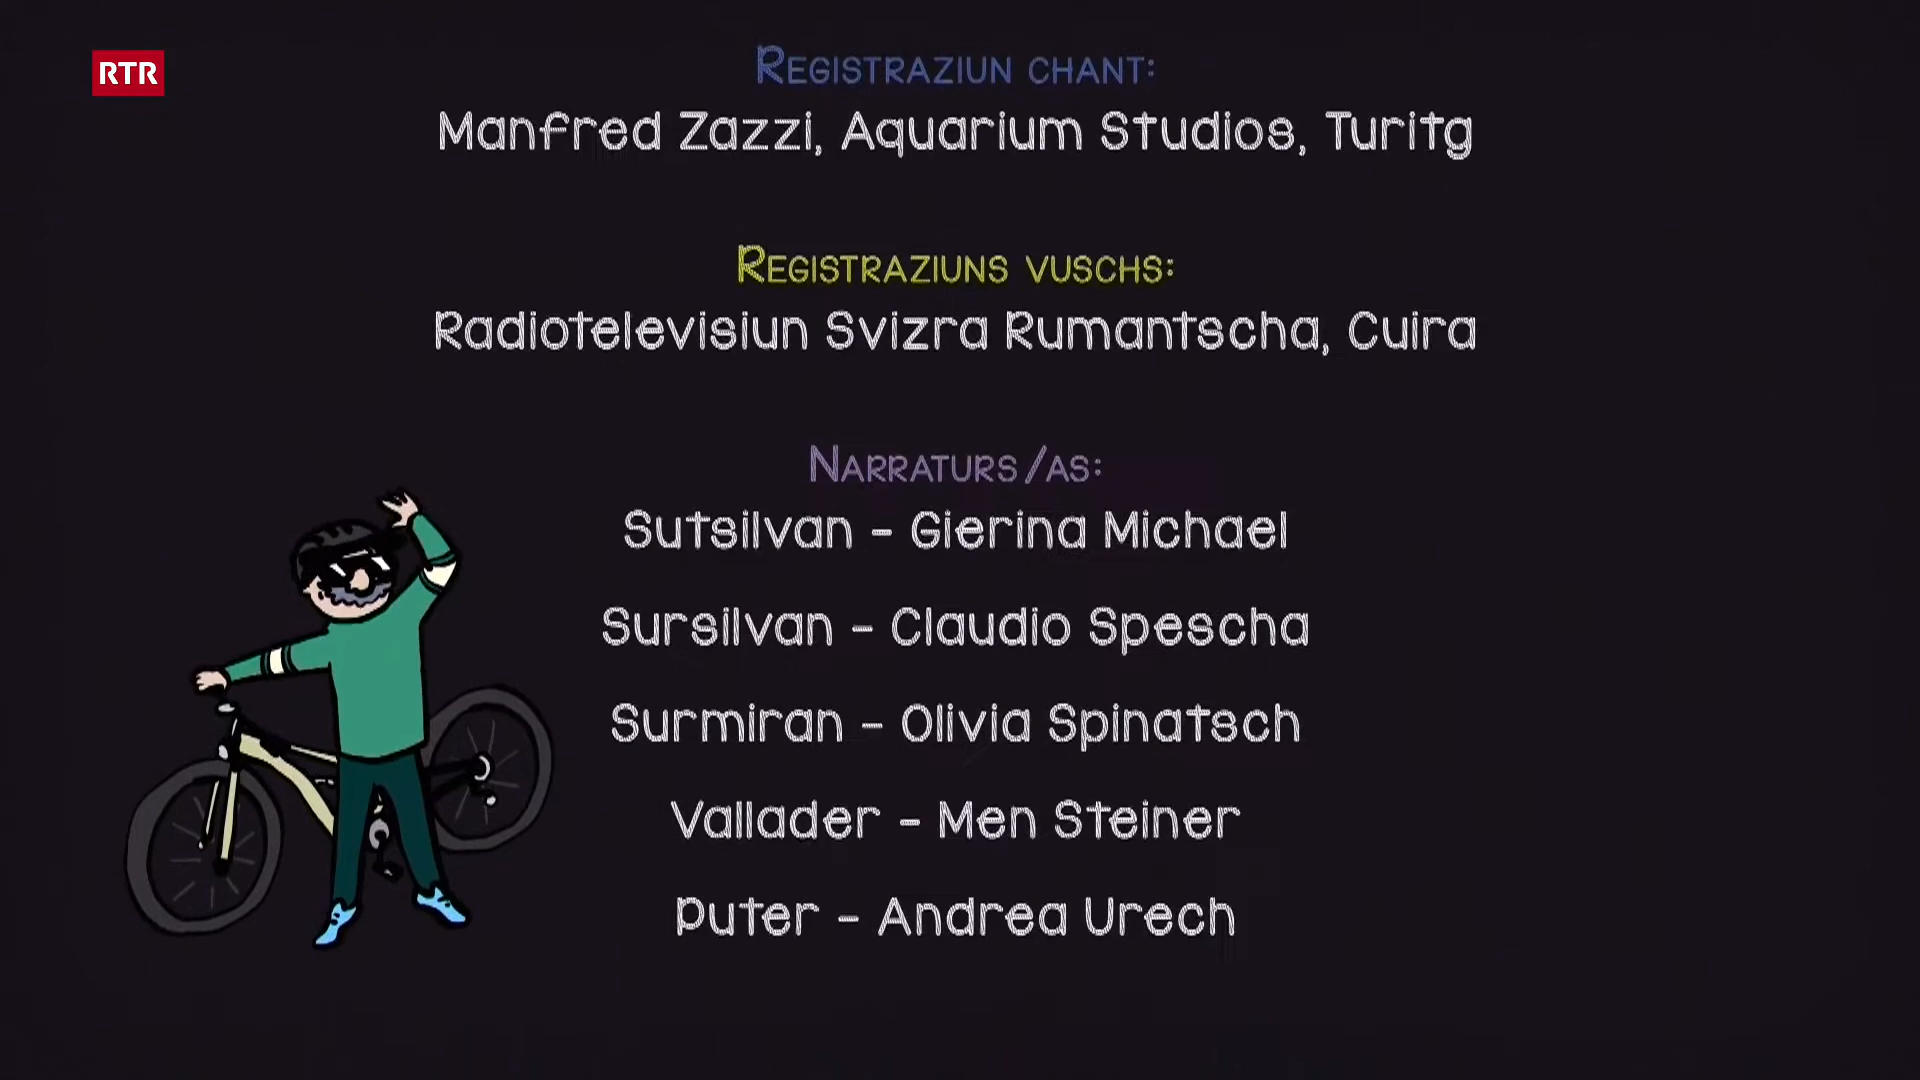 RTR
Registraziun chant:
Manfred Zazzi, Aquarium Studios, Turitg
Registraziuns vuschs:
Radiotelevisiun Svizra Rumantscha, Cuira
Narraturs/as:
Sutsilvan - Gierina Michael
Sursilvan - Claudio Spescha
Surmiran - Olivia Spinatsch
Vallader - Men Steiner
Puter - Andrea Urech